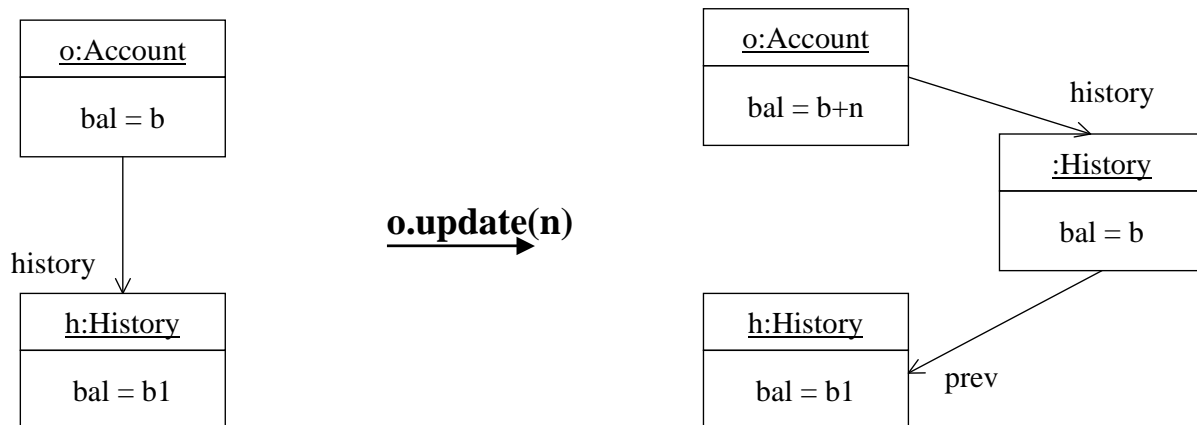 o:Account
bal = b
history
h:History
bal = b1
o.update(n)
o:Account
bal = b+n
history
:History
bal = b
h:History
bal = b1
prev